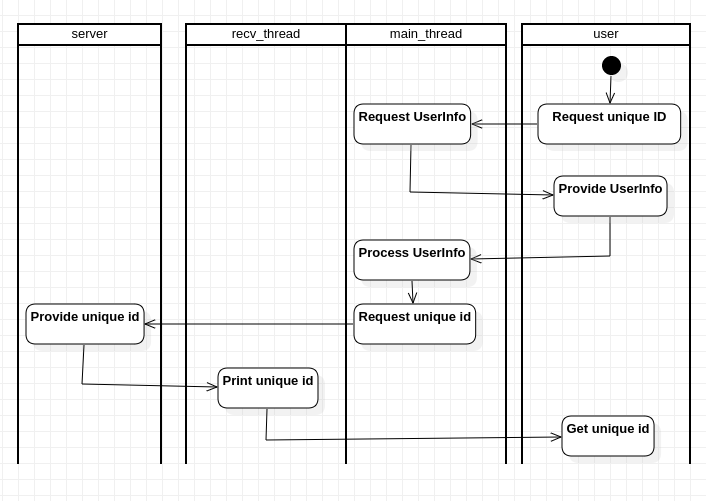 server
recv_thread
main_thread
user
Request UserInfo
Request unique ID
Provide UserInfo
Process UserInfo
Provide unique id
Request unique id
Print unique id
Get unique id